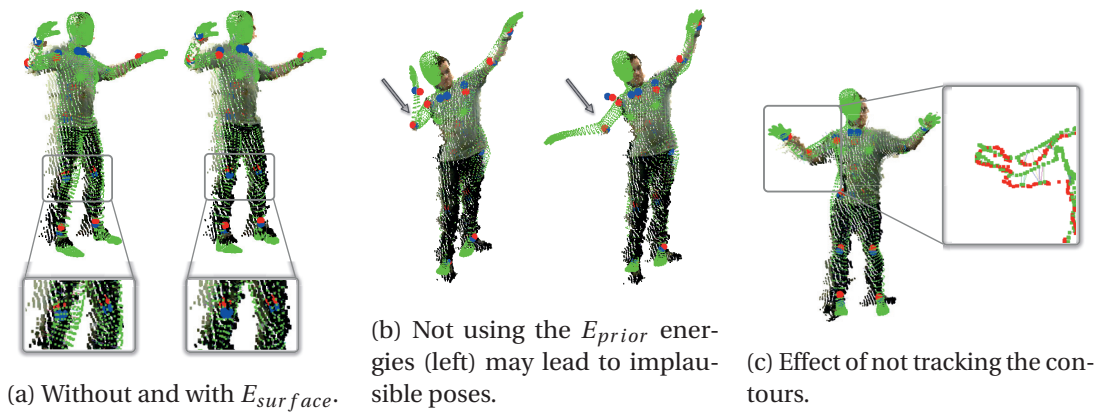 (a) Without and with E_surface.
(b) Not using the E_prior ener-
gies (left) may lead to implau-
sible poses.
(c) Effect of not tracking the con-
tours.